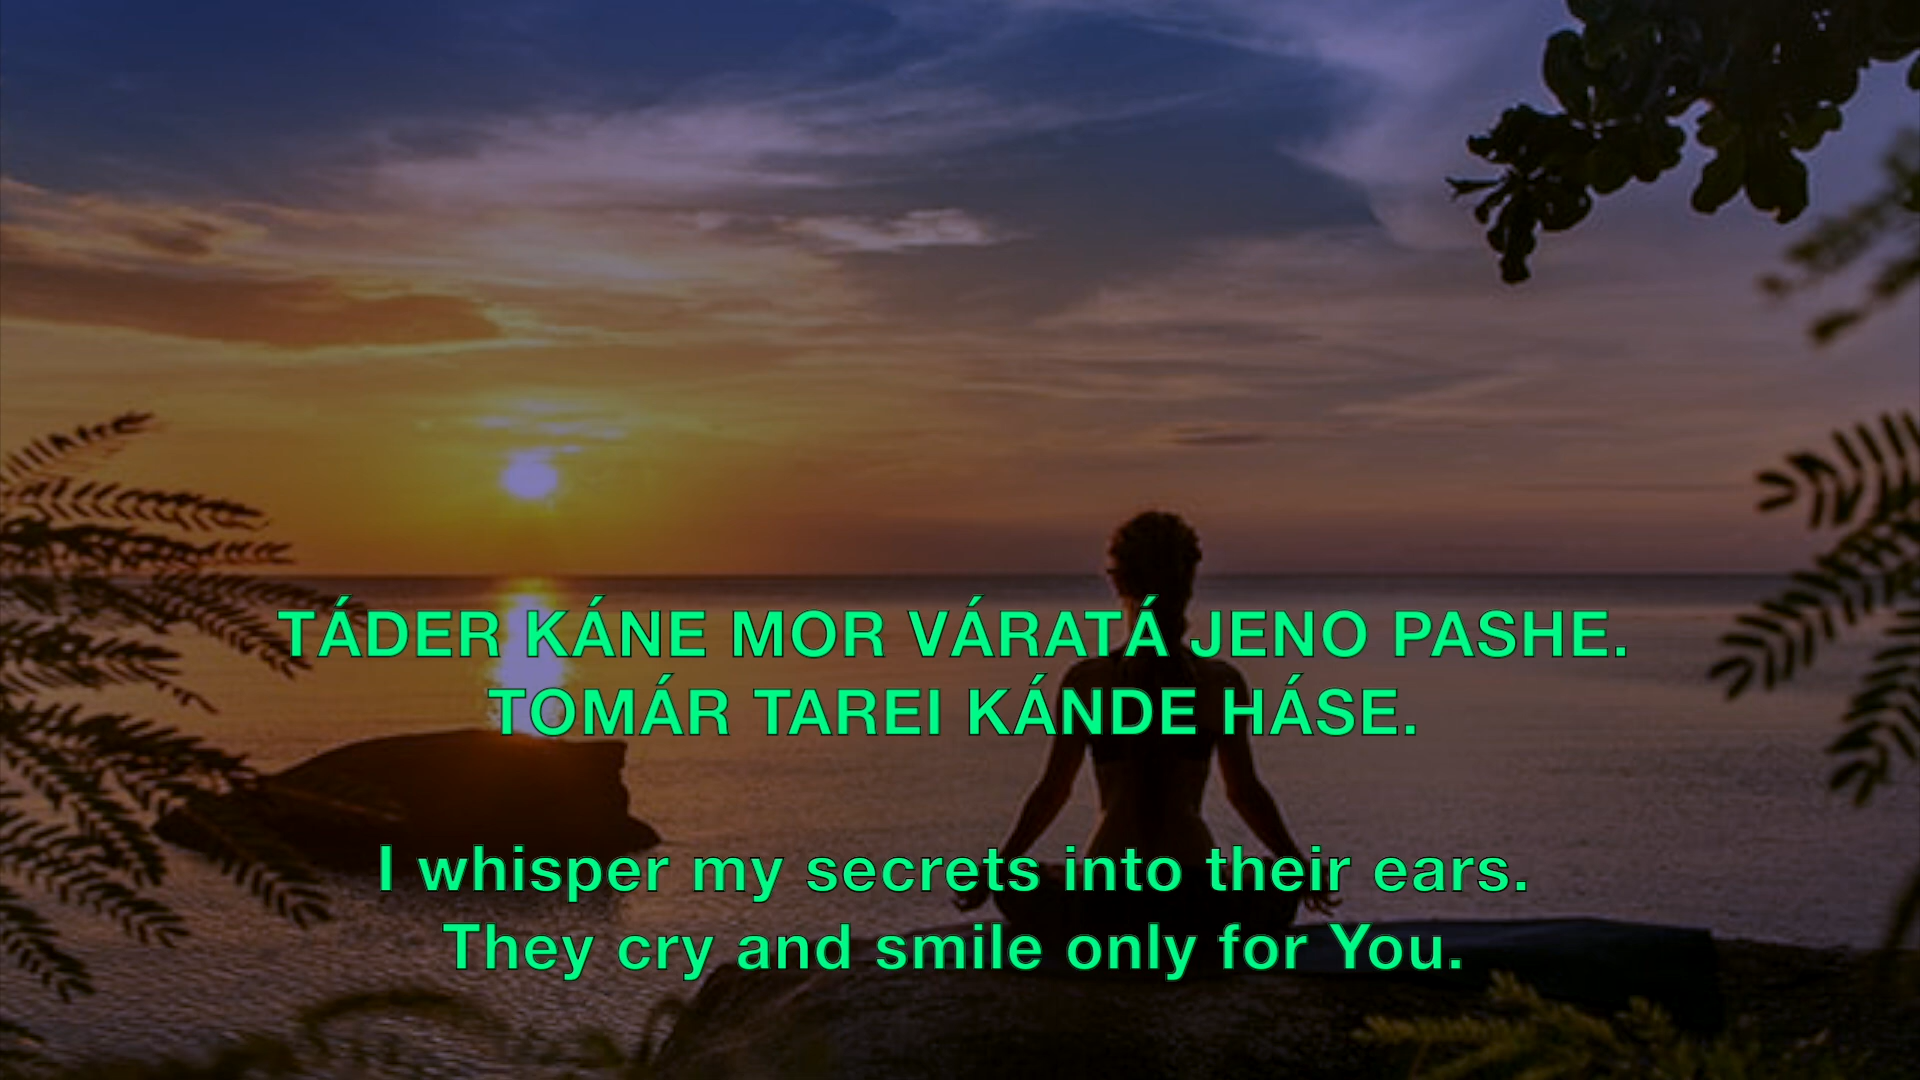 TÁDER KÁNE MOR VÁRATÁ JENO PASHE.
TOMÁR TAREI KÁNDE HÁSE.
I whisper my secrets into their ears.
They cry and smile only for You.